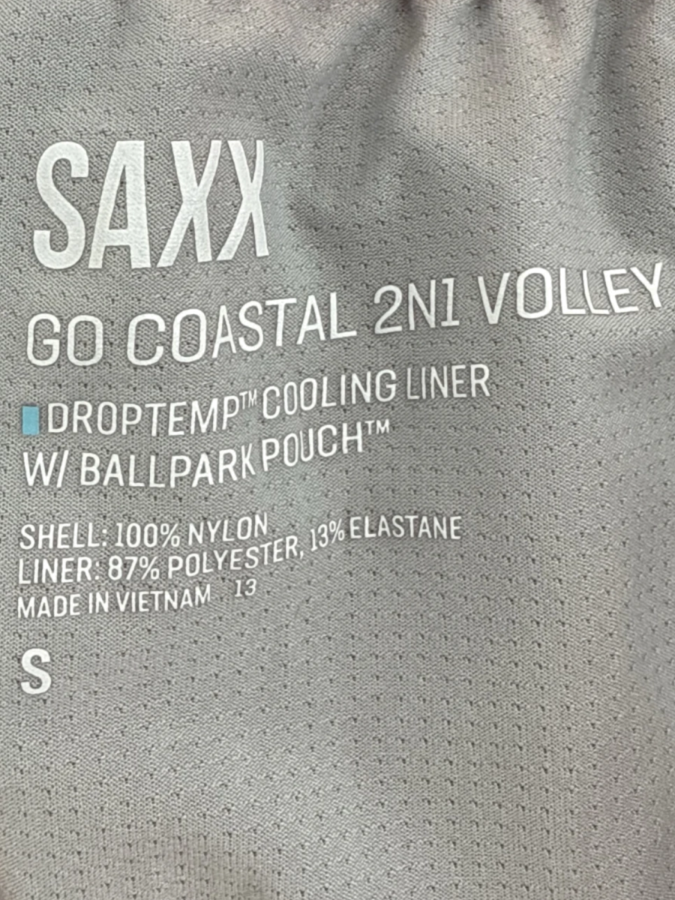 SAXX
GO COASTAL 2N1 VOLLEY
DROPTEMP™ COOLING LINER
W/ BALLPARK POUCH™
SHELL: 100% NYLON
LINER: 87% POLYESTER, 13% ELASTANE
MADE IN VIETNAM 13
S